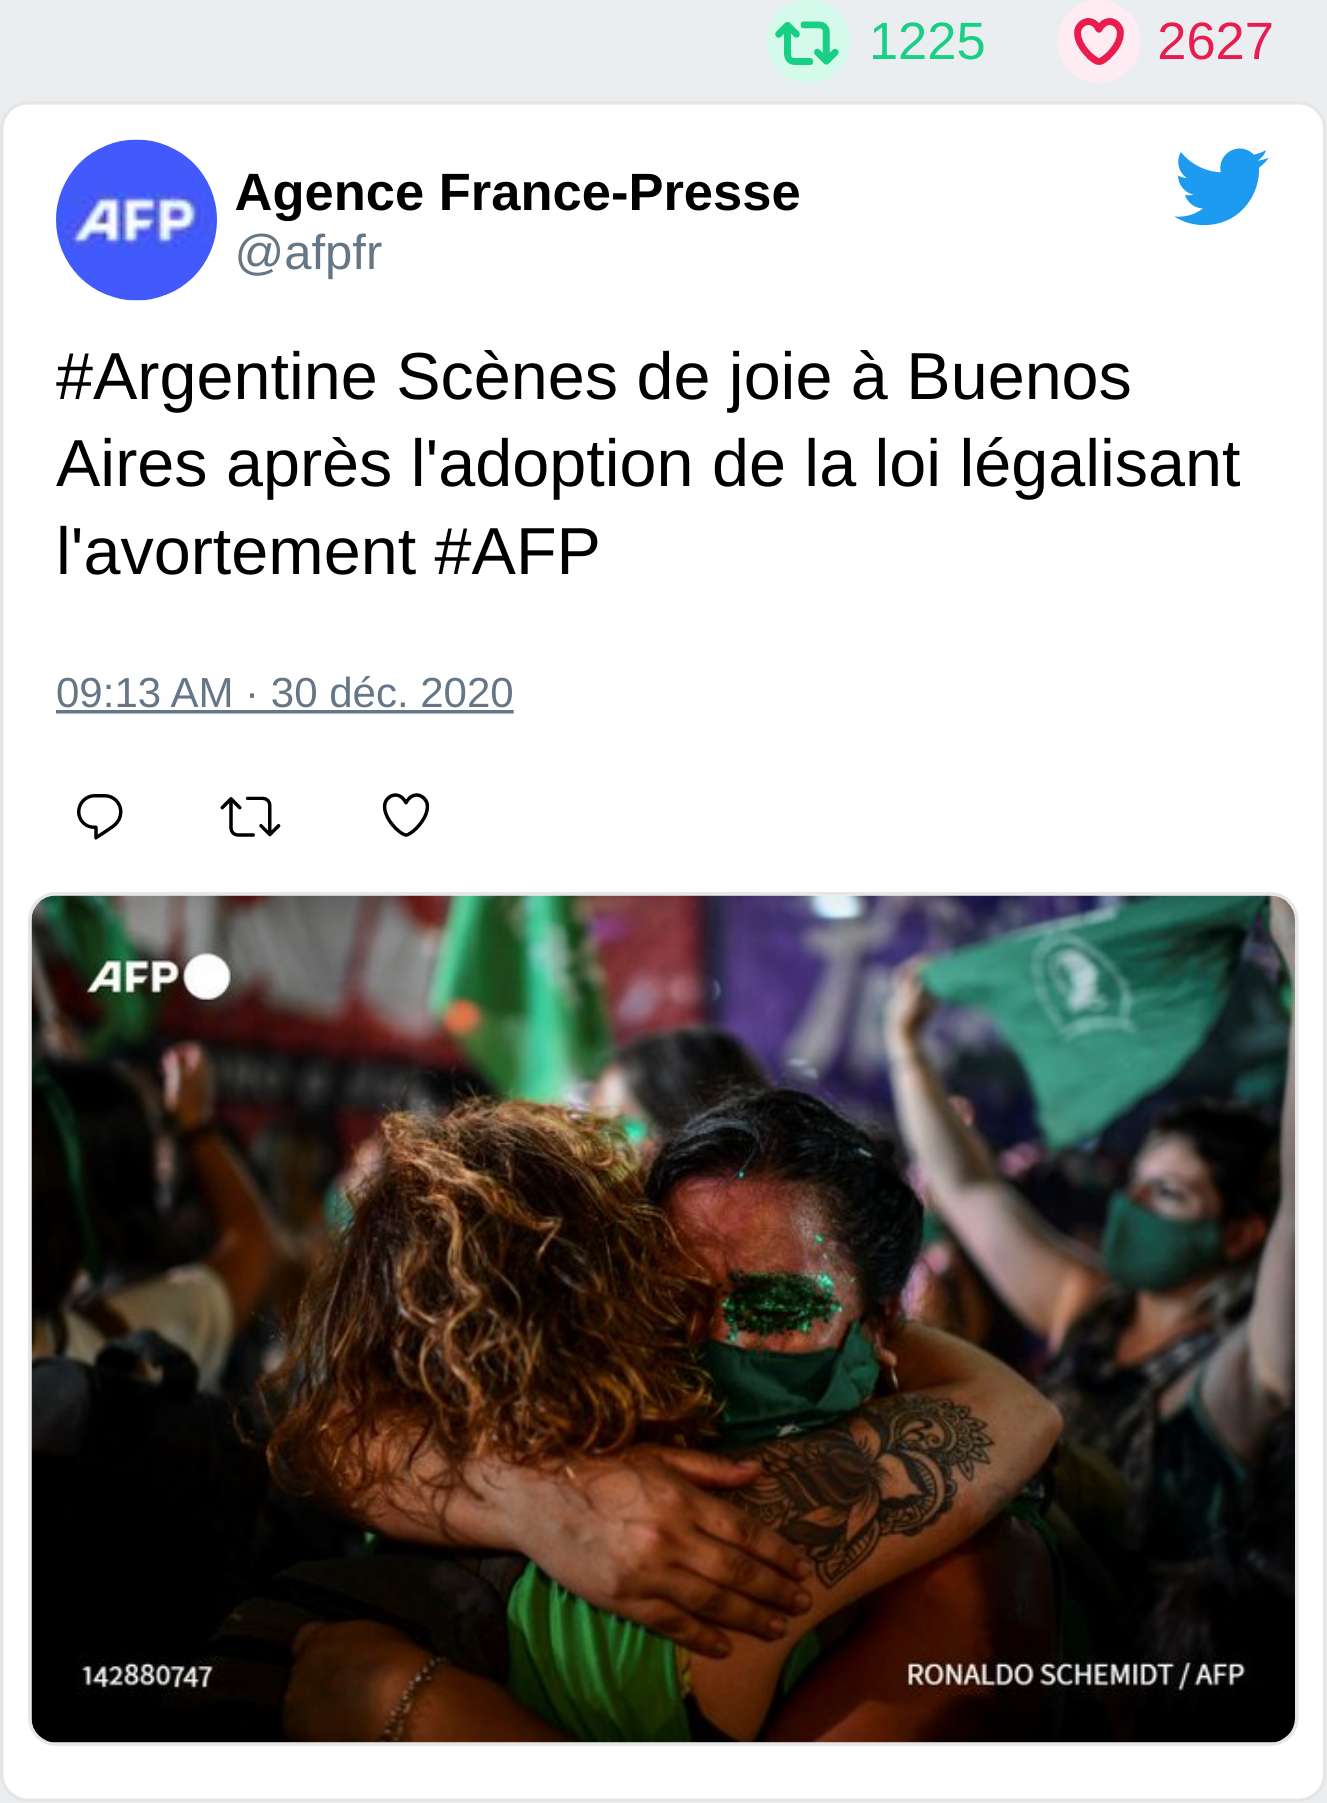 1225 2627
AFP
Agence France-Presse
@afpfr
#Argentine Scènes de joie à Buenos
Aires après l'adoption de la loi légalisant
l'avortement #AFP
09:13 AM · 30 déc. 2020
AFP
142880747
RONALDO SCHEMIDT / AFP